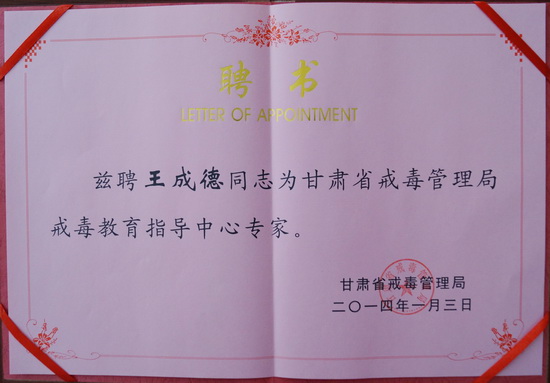 聘书
LETTER OF APPOINTMENT
兹聘王成德同志为甘肃省戒毒管理局
戒毒教育指导中心专家。
甘肃省戒毒管理局
二〇一四年一月三日